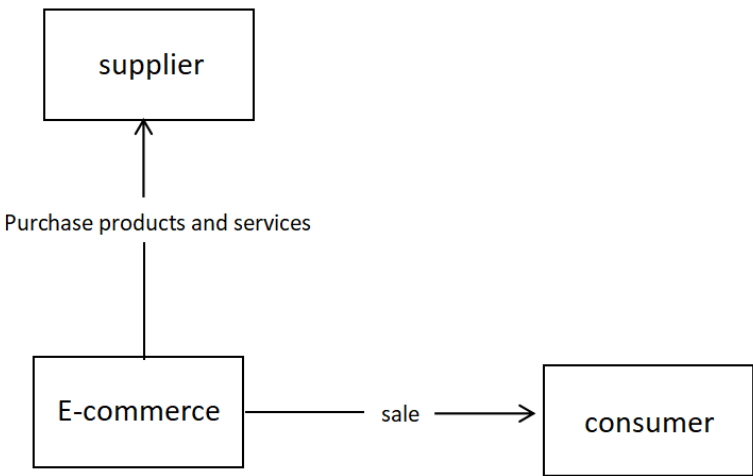 supplier
Purchase products and services
E-commerce
sale
consumer